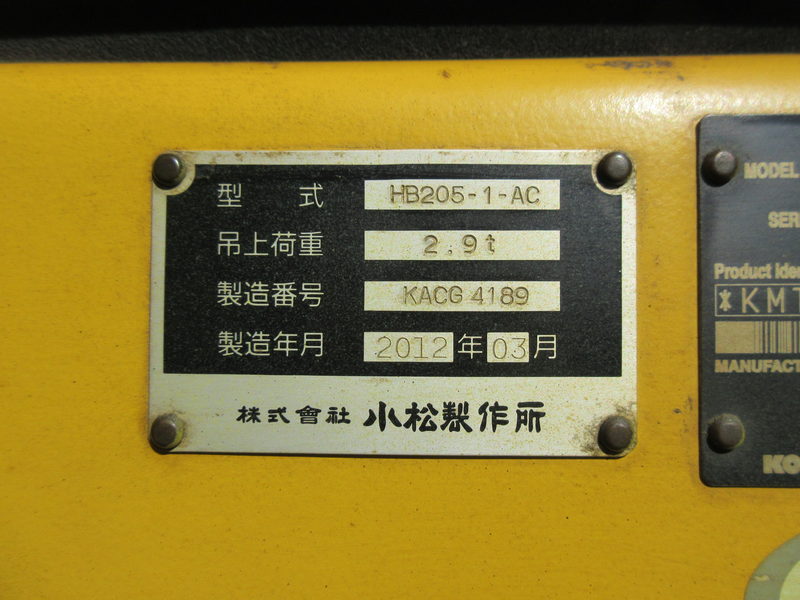 型 式 HB205-1-AC
吊上荷重 2.9t
製造番号 KACG 4189
製造年月 2012年03月
株式會社 小松製作所
MODEL
SER
Product Iden
*KMT
MANUFACT
KO